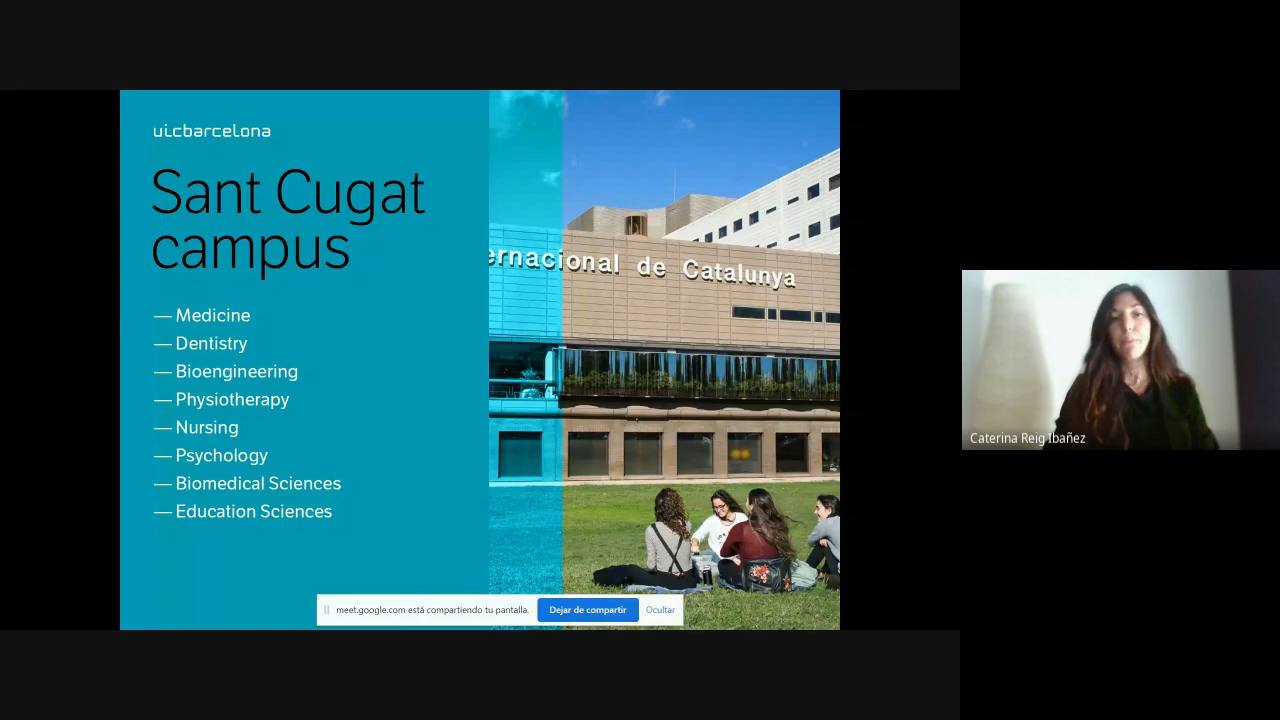 uicbarcelona
Sant Cugat
campus
— Medicine
— Dentistry
— Bioengineering
— Physiotherapy
— Nursing
— Psychology
— Biomedical Sciences
— Education Sciences
ernacional de Catalunya
meet.google.com está compartiendo tu pantalla. Dejar de compartir Ocultar
Caterina Reig Ibañez